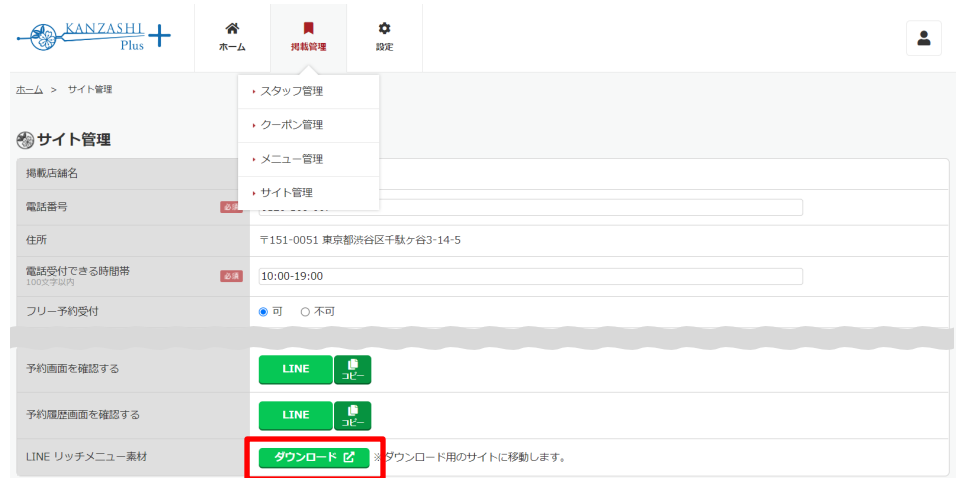 KANZASHI
Plus
ホーム
掲載管理
設定
ホーム > サイト管理
スタッフ管理
クーポン管理
メニュー管理
サイト管理
サイト管理
掲載店舗名
電話番号
必須
住所
〒151-0051 東京都渋谷区千駄ヶ谷3-14-5
電話受付できる時間帯
100文字以内
必須
10:00-19:00
フリー予約受付
可 不可
予約画面を確認する
LINE
コピー
予約履歴画面を確認する
LINE
コピー
LINE リッチメニュー素材
ダウンロード
※ダウンロード用のサイトに移動します。